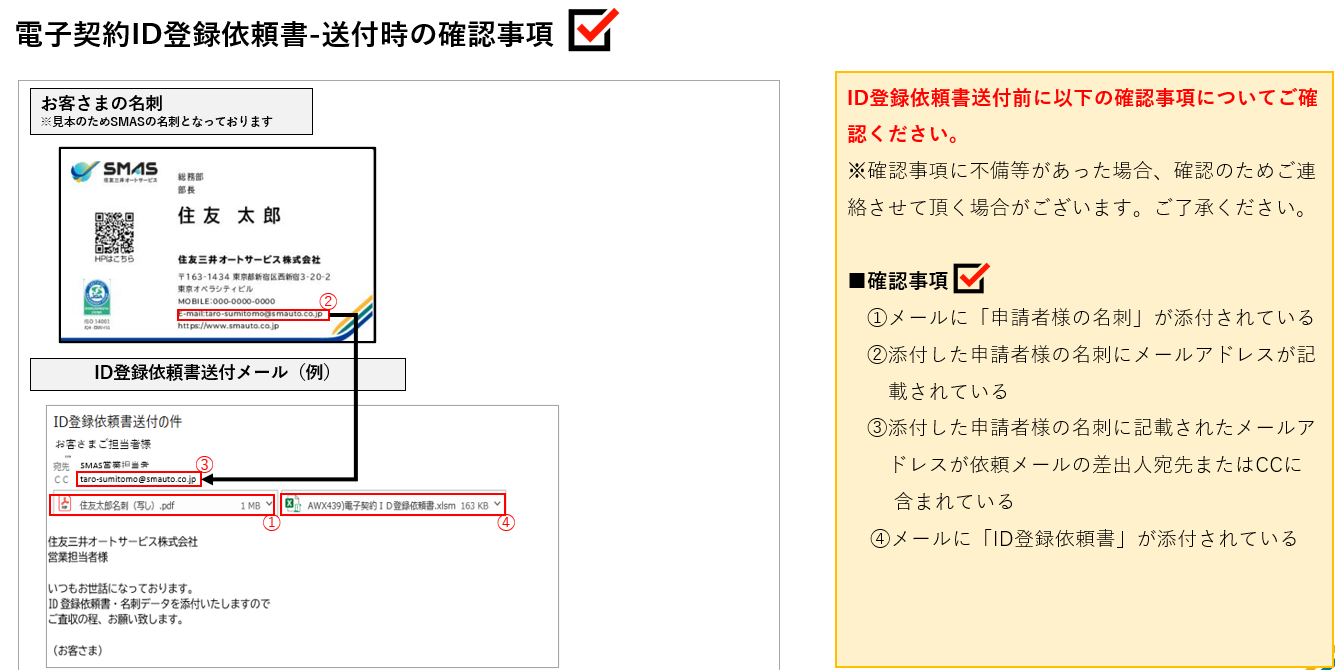 電子契約ID登録依頼書-送付時の確認事項
お客さまの名刺
※見本のためSMASの名刺となっております
SMAS
住友三井オートサービス
総務部
部長
住友 太郎
HPはこちら
住友三井オートサービス株式会社
〒163-1434 東京都新宿区西新宿3-20-2
東京オペラシティビル
MOBILE:000-0000-0000
②
E-mail:taro-sumitomo@smauto.co.jp
https://www.smauto.co.jp
ISO 14001
ID登録依頼書送付メール（例）
ID登録依頼書送付の件
お客さまご担当者様
宛先 SMAS営業担当者
③
CC taro-sumitomo@smauto.co.jp
住友太郎名刺（写し）.pdf 1 MB
AWX439)電子契約ＩＤ登録依頼書.xlsm 163 KB
①
④
住友三井オートサービス株式会社
営業担当者様
いつもお世話になっております。
ID 登録依頼書・名刺データを添付いたしますので
ご査収の程、お願い致します。
（お客さま）
ID登録依頼書送付前に以下の確認事項についてご確
認ください。
※確認事項に不備等があった場合、確認のためご連
絡させて頂く場合がございます。ご了承ください。
■確認事項
①メールに「申請者様の名刺」が添付されている
②添付した申請者様の名刺にメールアドレスが記
載されている
③添付した申請者様の名刺に記載されたメールア
ドレスが依頼メールの差出人宛先またはCCに
含まれている
④メールに「ID登録依頼書」が添付されている